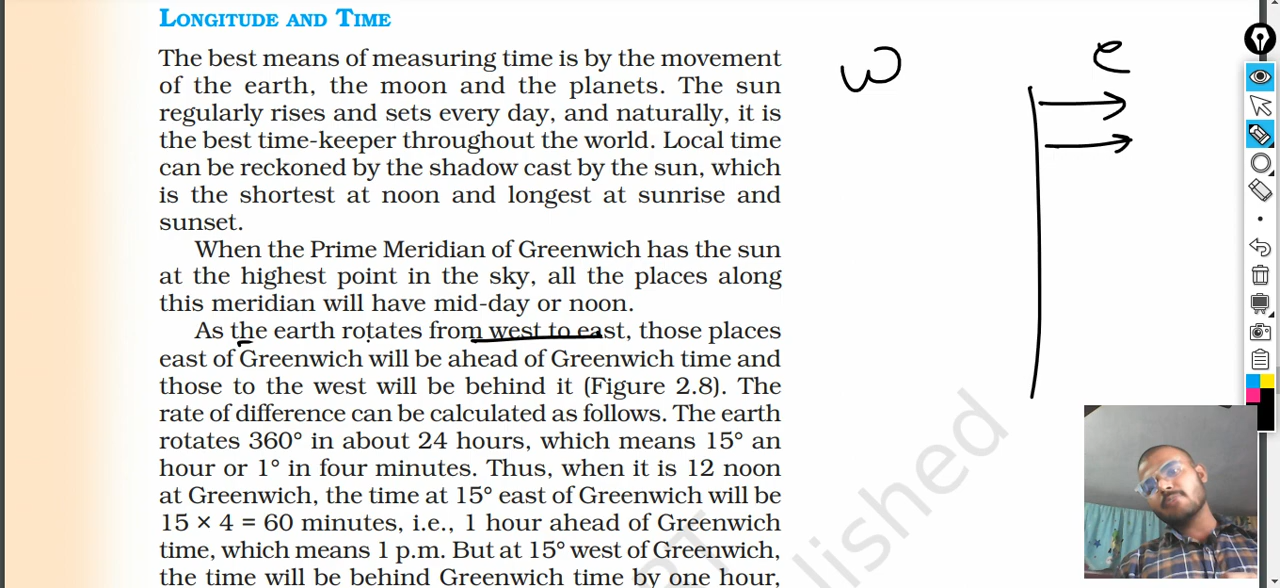 LONGITUDE AND TIME
The best means of measuring time is by the movement
of the earth, the moon and the planets. The sun
regularly rises and sets every day, and naturally, it is
the best time-keeper throughout the world. Local time
can be reckoned by the shadow cast by the sun, which
is the shortest at noon and longest at sunrise and
sunset.
When the Prime Meridian of Greenwich has the sun
at the highest point in the sky, all the places along
this meridian will have mid-day or noon.
As the earth rotates from west to east, those places
east of Greenwich will be ahead of Greenwich time and
those to the west will be behind it (Figure 2.8). The
rate of difference can be calculated as follows. The earth
rotates 360° in about 24 hours, which means 15° an
hour or 1° in four minutes. Thus, when it is 12 noon
at Greenwich, the time at 15° east of Greenwich will be
15 × 4 = 60 minutes, i.e., 1 hour ahead of Greenwich
time, which means 1 p.m. But at 15° west of Greenwich,
the time will be behind Greenwich time by one hour,
w
e